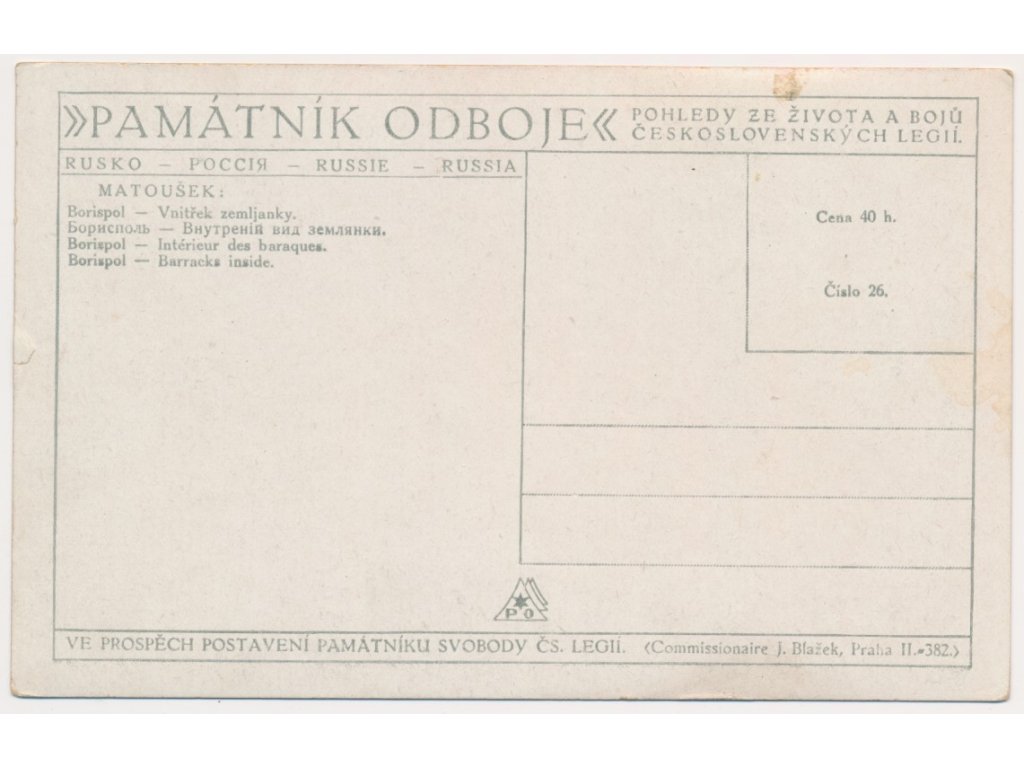 »PAMÁTNÍK ODBOJE«
POHLEDY ZE ŽIVOTA A BOJŮ
ČESKOSLOVENSKÝCH LEGIÍ.
RUSKO – РОССІЯ – RUSSIE – RUSSIA
MATOUŠEK:
Borispol — Vnitřek zemljanky.
Борисполь — Внутреній вид землянки.
Borispol — Intérieur des baraques.
Borispol — Barracks inside.
Cena 40 h.
Číslo 26.
PO
VE PROSPĚCH POSTAVENÍ PAMÁTNÍKU SVOBODY ČS. LEGIÍ. (Commissionaire J. Blažek, Praha II.-382.)